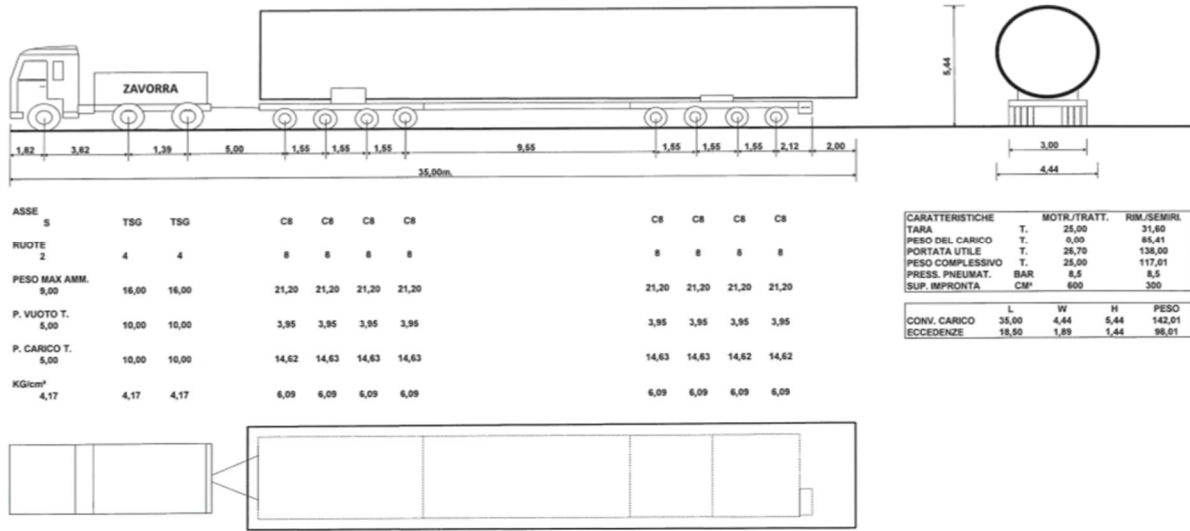 ZAVORRA
5,44
1,82 3,62 1,39 5,00 1,55 1,55 1,55 9,55 1,55 1,55 1,55 2,12 2,00
35,00m.
3,00
4,44
ASSE
S TSG TSG C8 C8 C8 C8 C8 C8 C8 C8
RUOTE
2 4 4 8 8 8 8 8 8 8 8
PESO MAX AMM.
9,00 16,00 16,00 21,20 21,20 21,20 21,20 21,20 21,20 21,20 21,20
P. VUOTO T.
5,00 10,00 10,00 3,95 3,95 3,95 3,95 3,95 3,95 3,95 3,95
P. CARICO T.
5,00 10,00 10,00 14,62 14,63 14,63 14,63 14,63 14,63 14,62 14,62
KG/cm²
4,17 4,17 4,17 6,09 6,09 6,09 6,09 6,09 6,09 6,09 6,09
CARATTERISTICHE MOTR./TRATT. RIM./SEMIRI.
TARA T. 25,00 31,60
PESO DEL CARICO T. 0,00 85,41
PORTATA UTILE T. 26,70 138,00
PESO COMPLESSIVO T. 25,00 117,01
PRESS. PNEUMAT. BAR 8,5 8,5
SUP. IMPRONTA CM² 600 300
L W H PESO
CONV. CARICO 35,00 4,44 5,44 142,01
ECCEDENZE 18,50 1,89 1,44 98,01